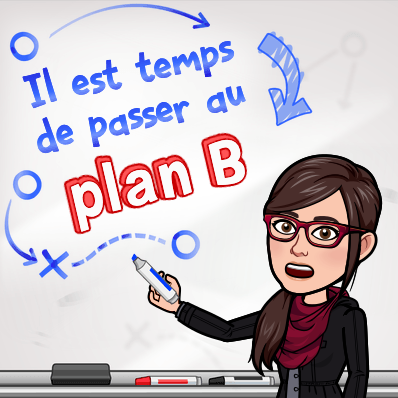 Il est temps
de passer au
plan B